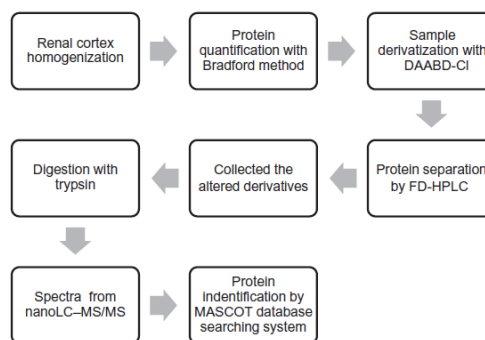 Renal cortex
homogenization
Protein
quantification with
Bradford method
Sample
derivatization with
DAABD-Cl
Protein separation
by FD-HPLC
Collected the
altered derivatives
Digestion with
trypsin
Spectra from
nanoLC–MS/MS
Protein
indentification by
MASCOT database
searching system